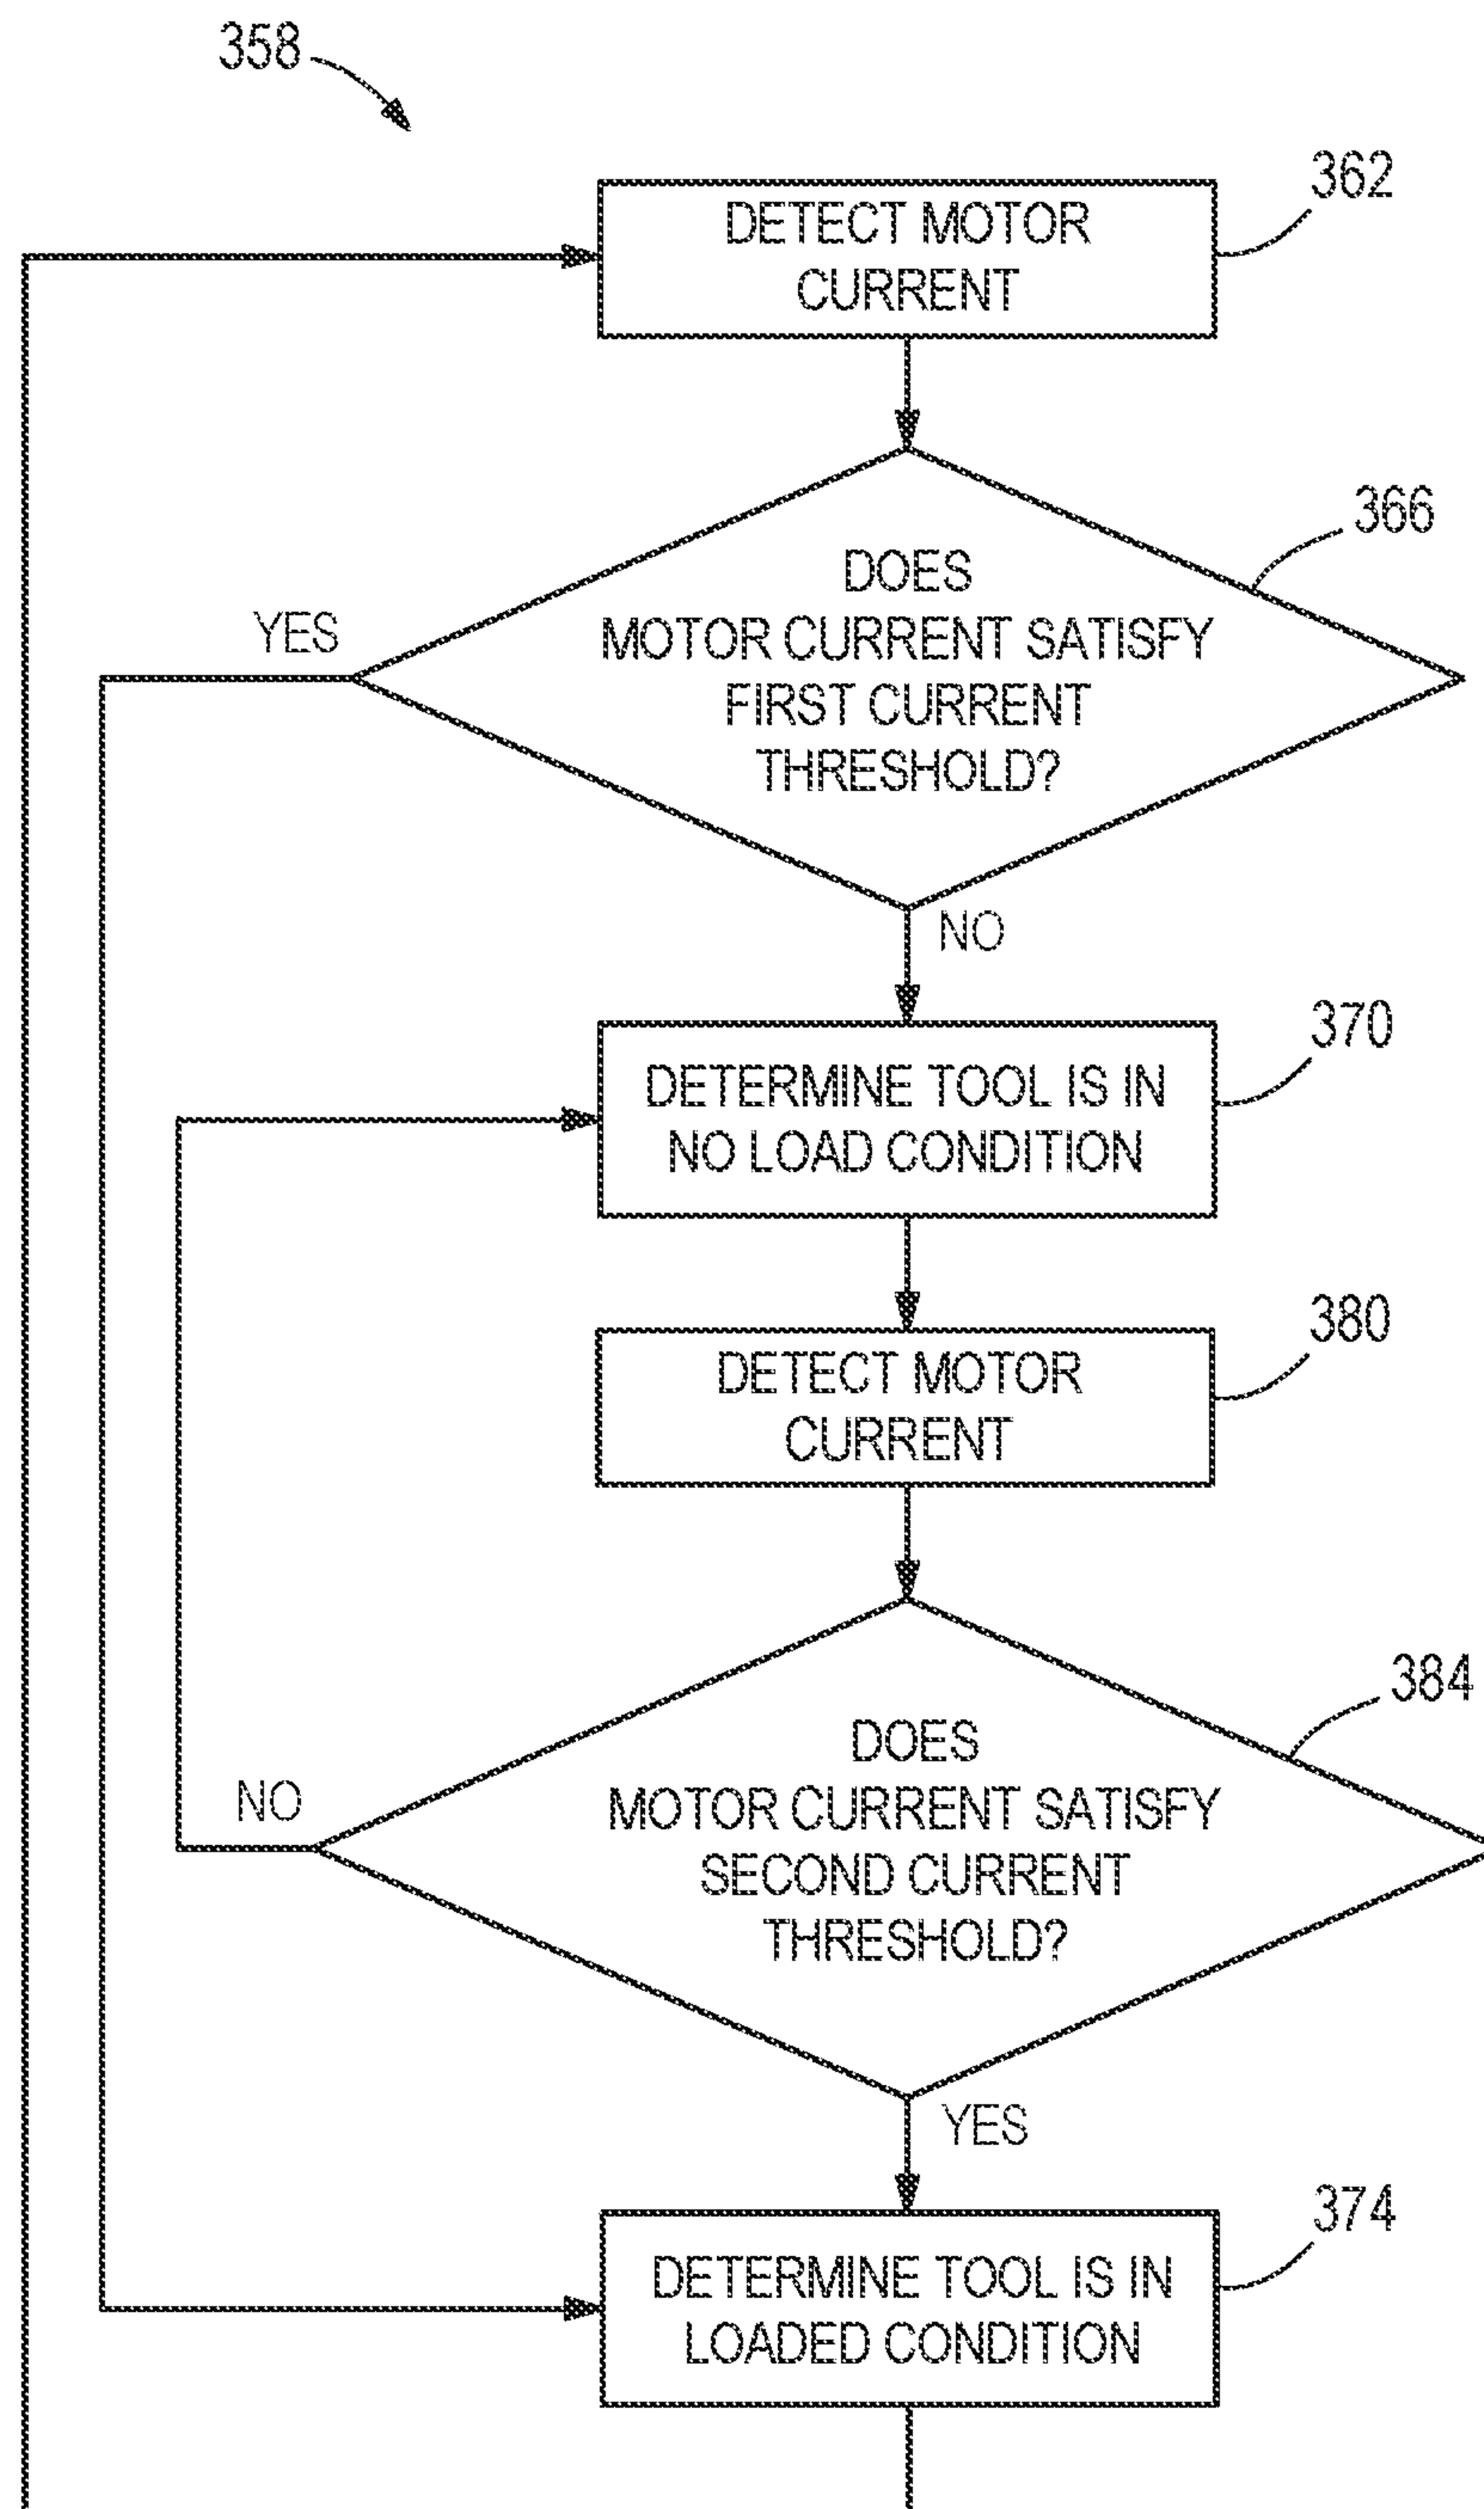 358
362
DETECT MOTOR
CURRENT
366
DOES
MOTOR CURRENT SATISFY
FIRST CURRENT
THRESHOLD?
YES
NO
370
DETERMINE TOOL IS IN
NO LOAD CONDITION
380
DETECT MOTOR
CURRENT
384
DOES
MOTOR CURRENT SATISFY
SECOND CURRENT
THRESHOLD?
NO
YES
374
DETERMINE TOOL IS IN
LOADED CONDITION